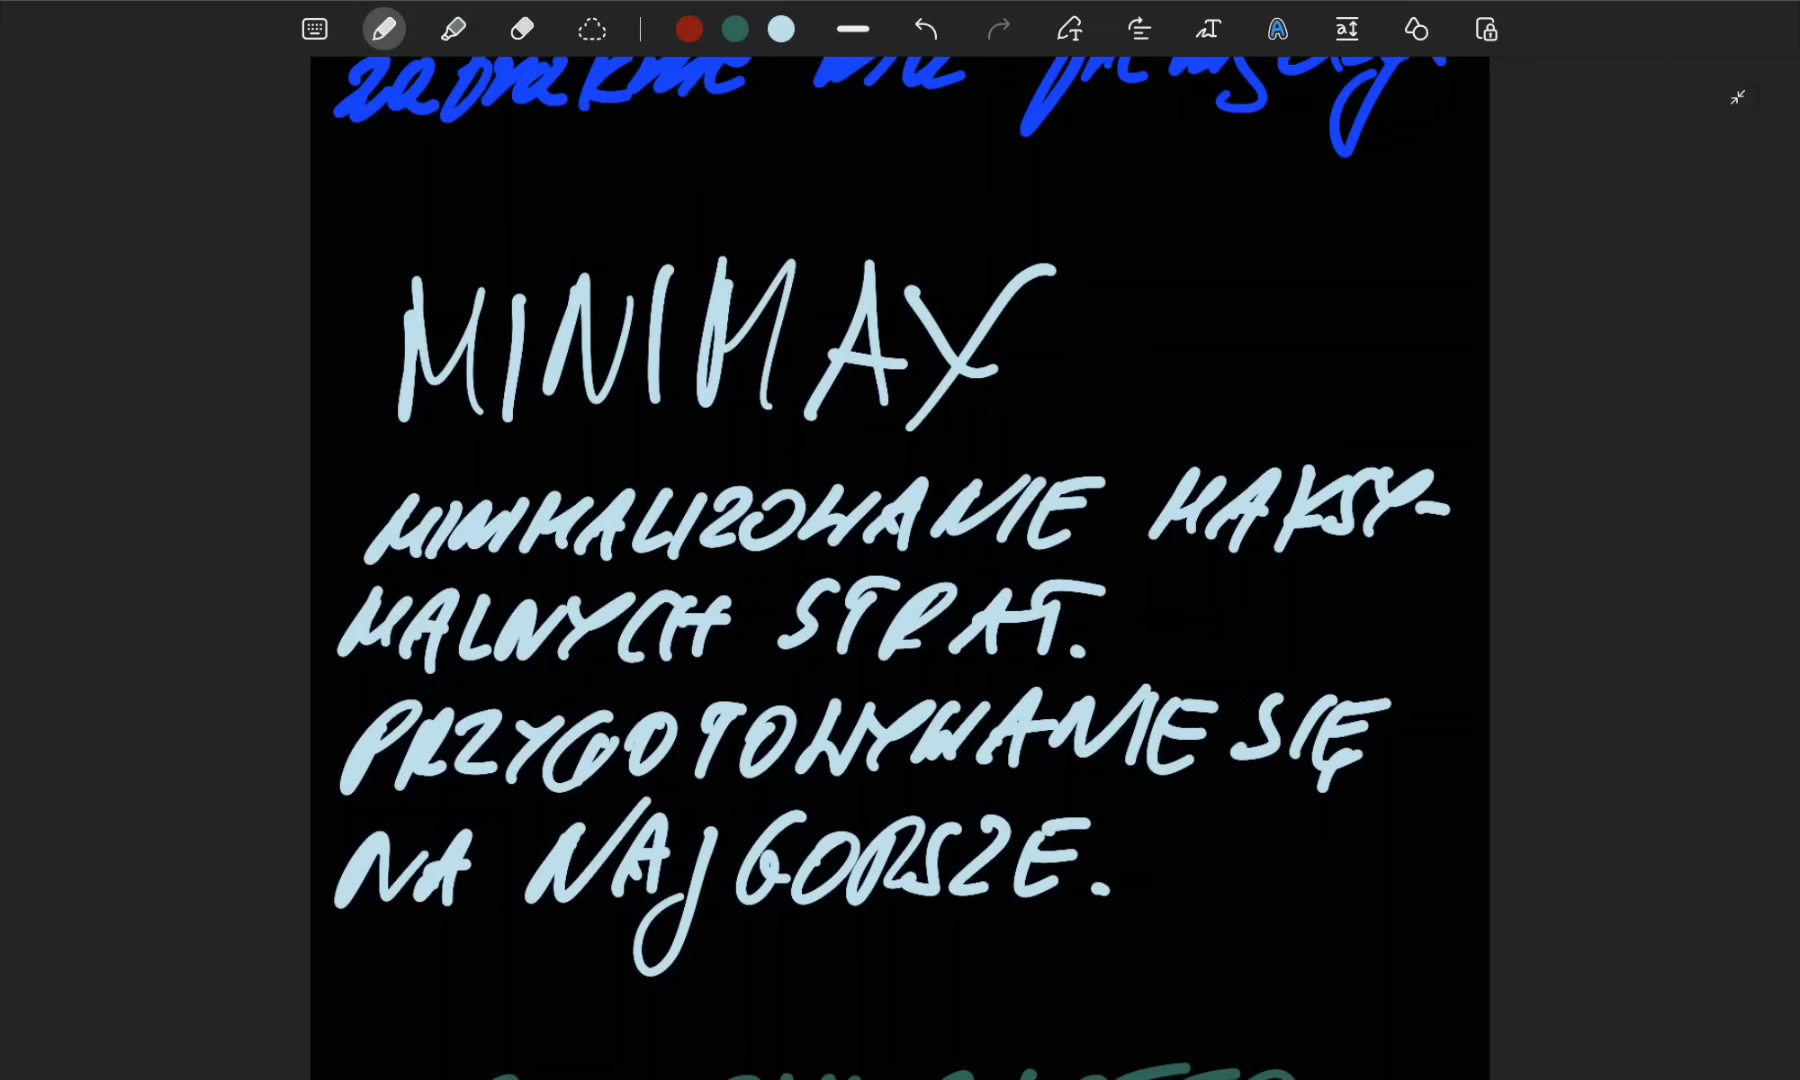 MINIMAX
MINIMALIZOWANIE MAKSY-
MALNYCH STRAT.
PRZYGOTOWYWANIE SIĘ
NA NAJGORSZE.